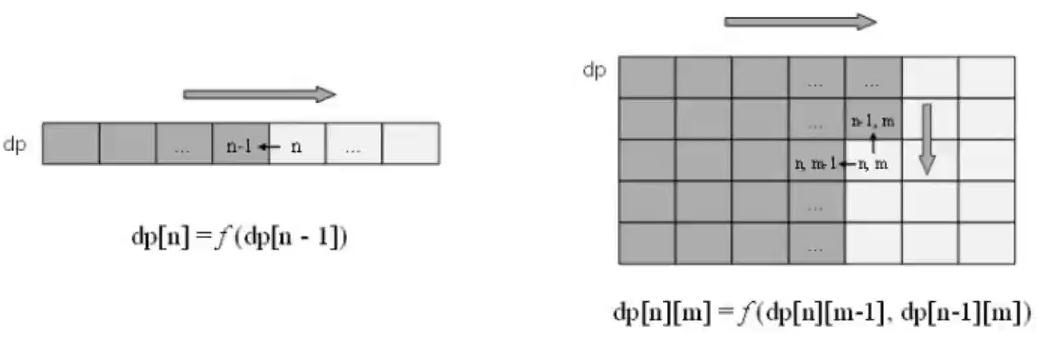 dp
... n-1 n ...
dp[n] = f (dp[n - 1])
dp
... ...
... n-1, m
n, m-1 n, m
...
...
dp[n][m] = f (dp[n][m-1], dp[n-1][m])